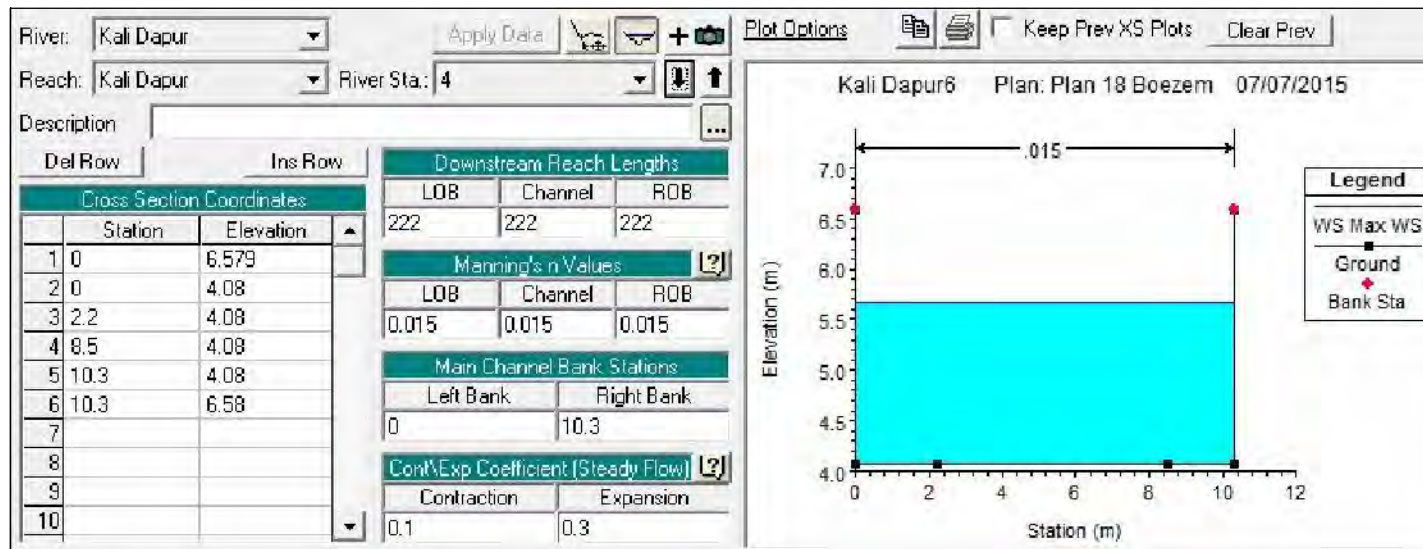 River: Kali Dapur Apply Data
Reach: Kali Dapur River Sta.: 4
Description ...
Del Row Ins Row
Cross Section Coordinates
Station Elevation
1 0 6.579
2 0 4.08
3 2.2 4.08
4 8.5 4.08
5 10.3 4.08
6 10.3 6.58
7
8
9
10
Downstream Reach Lengths
LOB Channel ROB
222 222 222
Manning's n Values
LOB Channel ROB
0.015 0.015 0.015
Main Channel Bank Stations
Left Bank Right Bank
0 10.3
Cont\Exp Coefficient (Steady Flow)
Contraction Expansion
0.1 0.3
Plot Options Keep Prev XS Plots Clear Prev
Kali Dapur6 Plan: Plan 18 Boezem 07/07/2015
.015
7.0
6.5
6.0
5.5
5.0
4.5
4.0
Elevation (m)
0 2 4 6 8 10 12
Station (m)
Legend
WS Max WS
Ground
Bank Sta